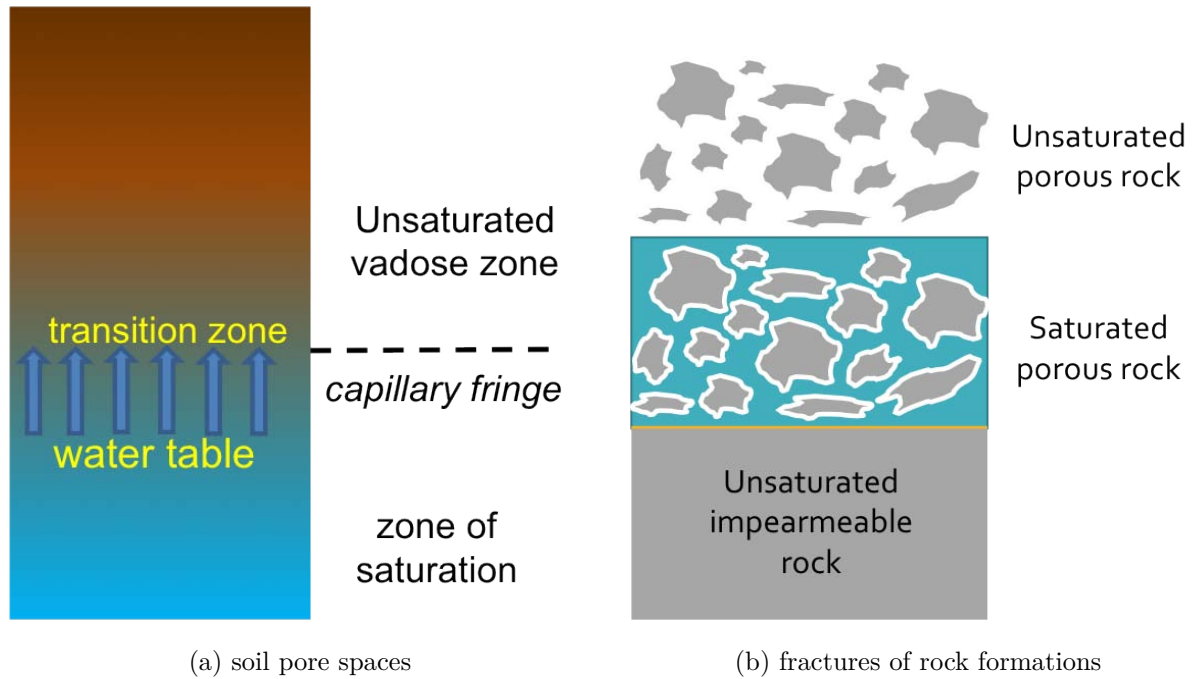 transition zone
water table
Unsaturated
vadose zone
capillary fringe
zone of
saturation
(a) soil pore spaces
Unsaturated
porous rock
Saturated
porous rock
Unsaturated
impearmeable
rock
(b) fractures of rock formations